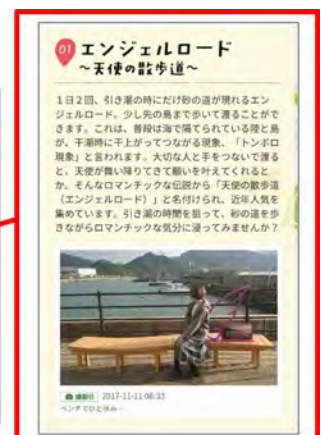 01 エンジェルロード
～天使の散歩道～
１日２回、引き潮の時にだけ砂の道が現れるエン
ジェルロード。少し先の島まで歩いて渡ることがで
きます。これは、普段は海で隔てられている陸と島
が、干潮時に干上がってつながる現象、「トンボロ
現象」と言われます。大切な人と手をつないで渡る
と、天使が舞い降りてきて願いを叶えてくれると
か。そんなロマンチックな伝説から「天使の散歩道
（エンジェルロード）」と名付けられ、近年人気を
集めています。引き潮の時間を狙って、砂の道を歩
きながらロマンチックな気分に浸ってみませんか？
撮影日 2017-11-11 08:33
ベンチでひと休み…